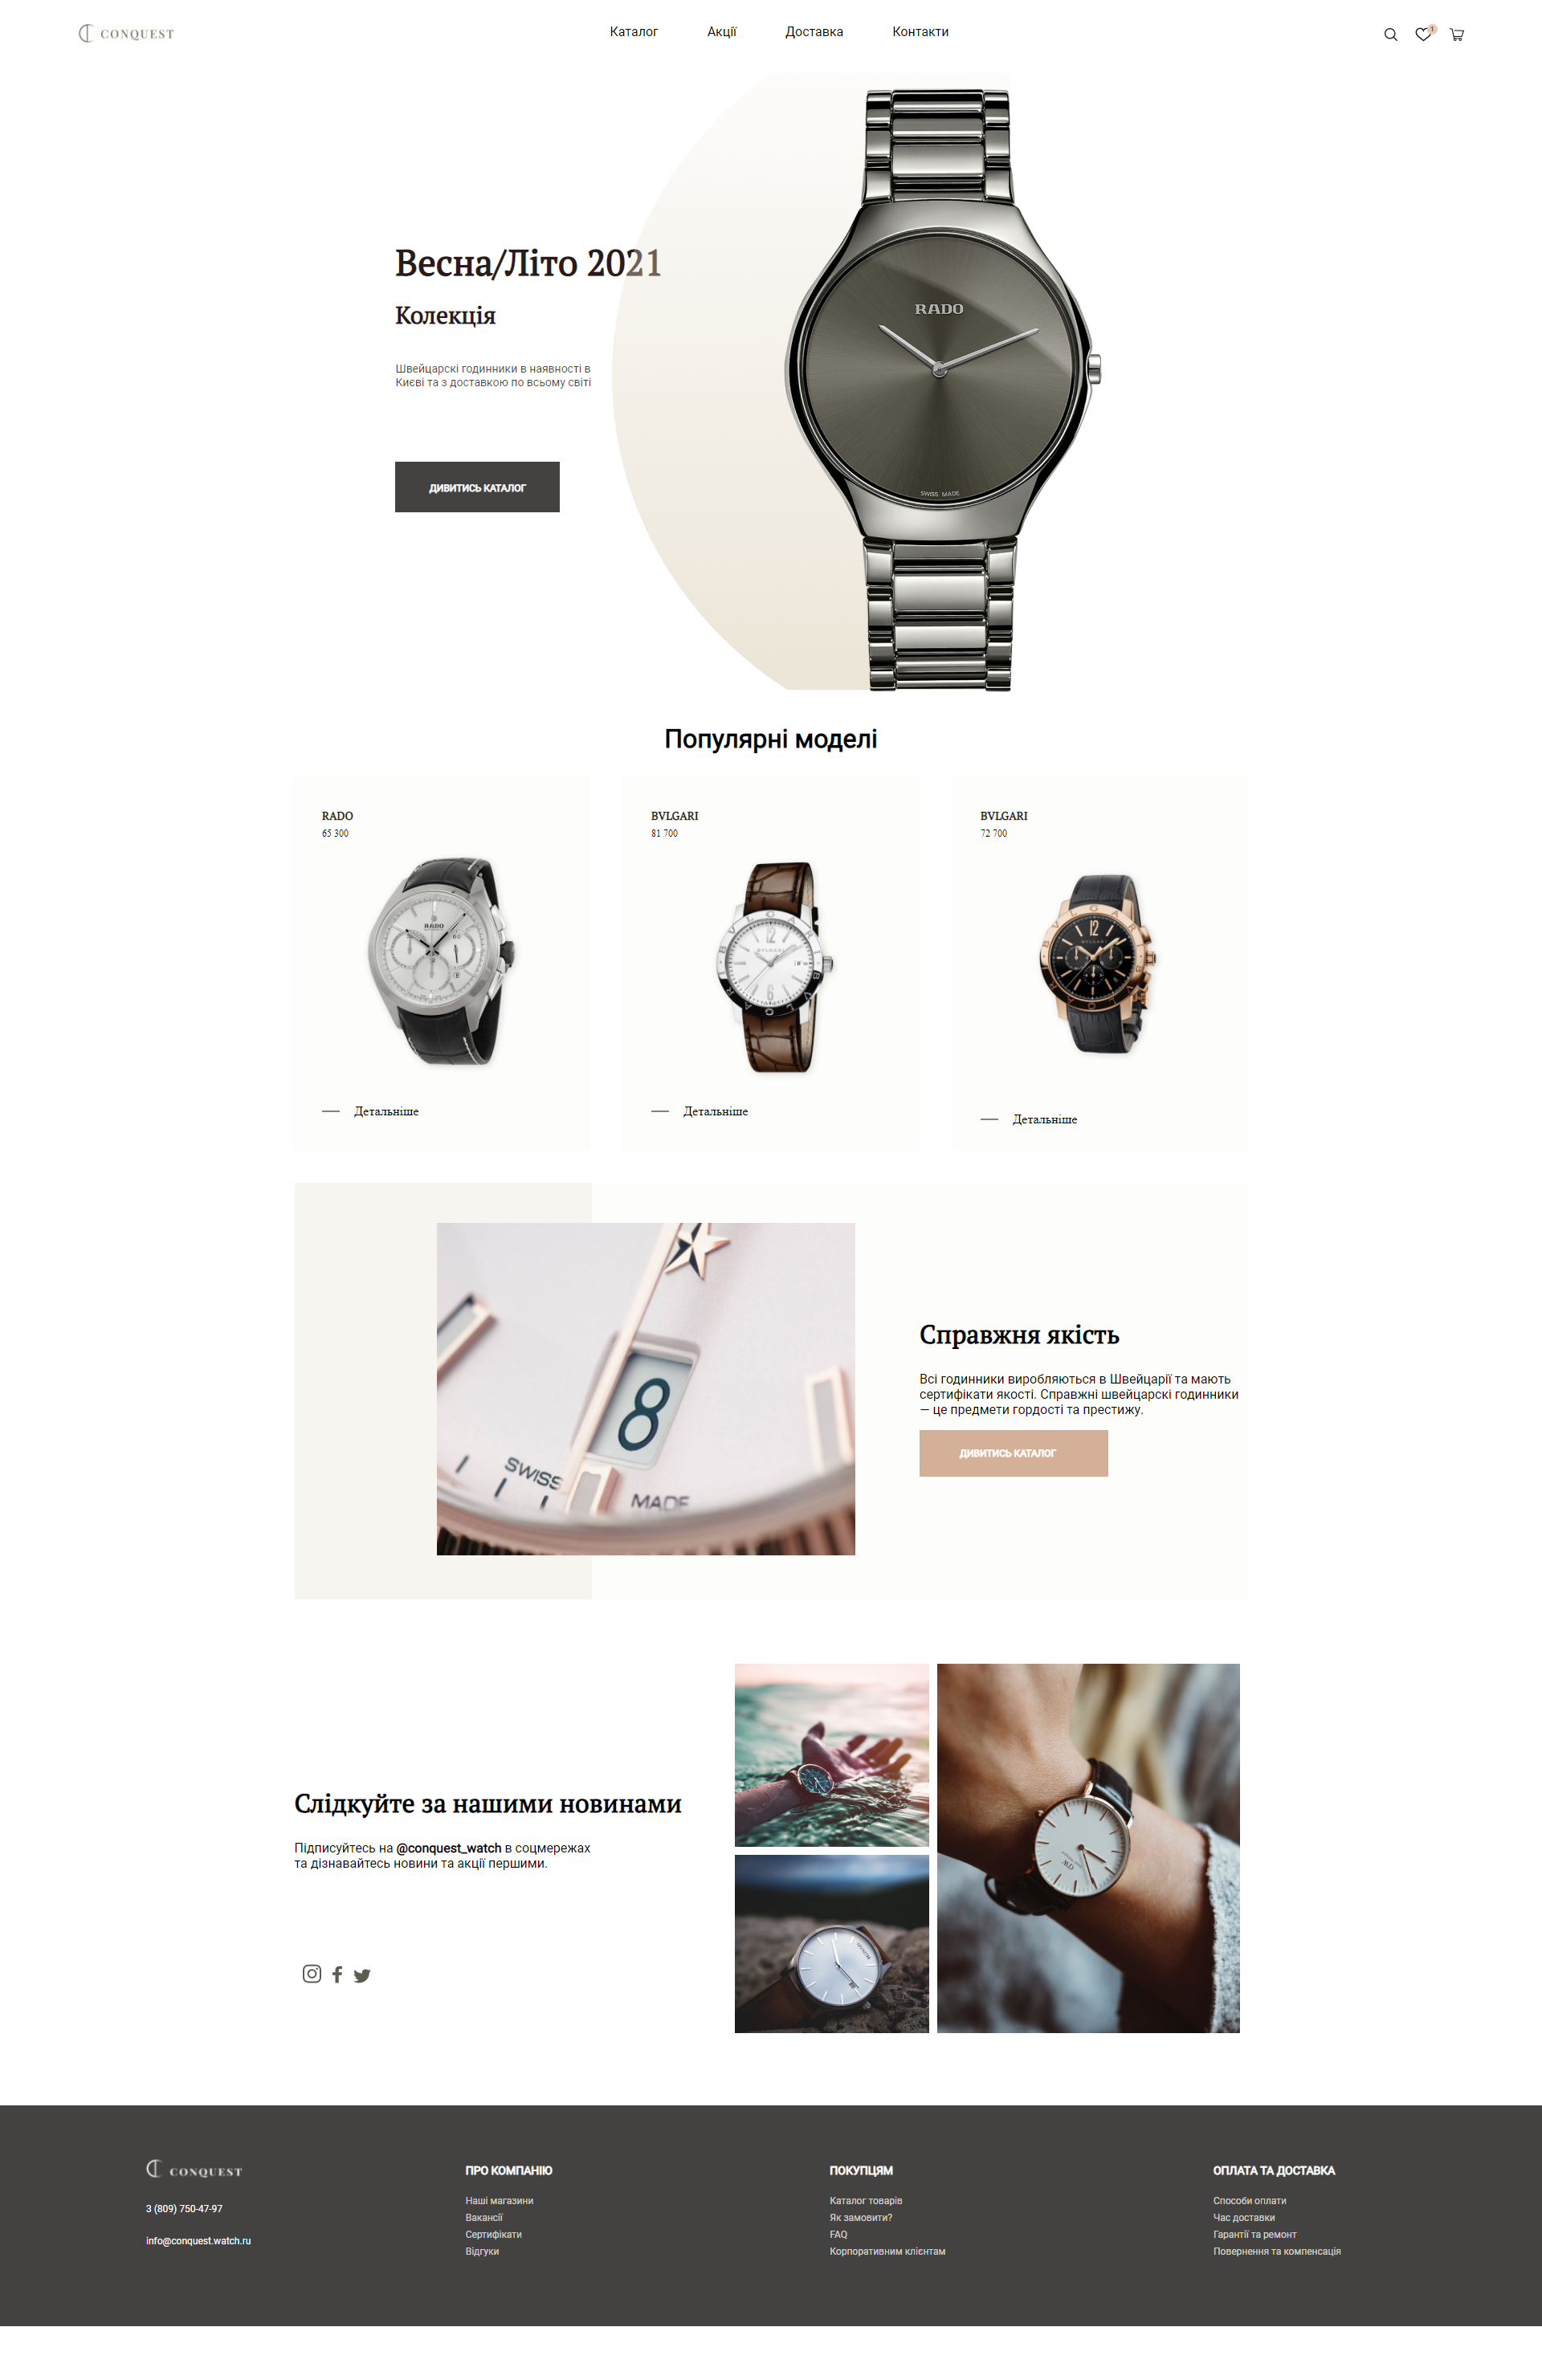 CONQUEST
Каталог
Акції
Доставка
Контакти
1
Весна/Літо 2021
Колекція
Швейцарскі годинники в наявності в
Києві та з доставкою по всьому світі
ДИВИТИСЬ КАТАЛОГ
RADO
SWISS MADE
Популярні моделі
RADO
65 300
RADO
Детальніше
BVLGARI
81 700
BVLGARI
Детальніше
BVLGARI
72 700
BVLGARI
Детальніше
8
SWISS
MADE
Справжня якість
Всі годинники виробляються в Швейцарії та мають
сертифікати якості. Справжні швейцарскі годинники
— це предмети гордості та престижу.
ДИВИТИСЬ КАТАЛОГ
Слідкуйте за нашими новинами
Підписуйтесь на @conquest_watch в соцмережах
та дізнавайтесь новини та акції першими.
CONQUEST
3 (809) 750-47-97
info@conquest.watch.ru
ПРО КОМПАНІЮ
Наші магазини
Вакансії
Сертифікати
Відгуки
ПОКУПЦЯМ
Каталог товарів
Як замовити?
FAQ
Корпоративним клієнтам
ОПЛАТА ТА ДОСТАВКА
Способи оплати
Час доставки
Гарантії та ремонт
Повернення та компенсація